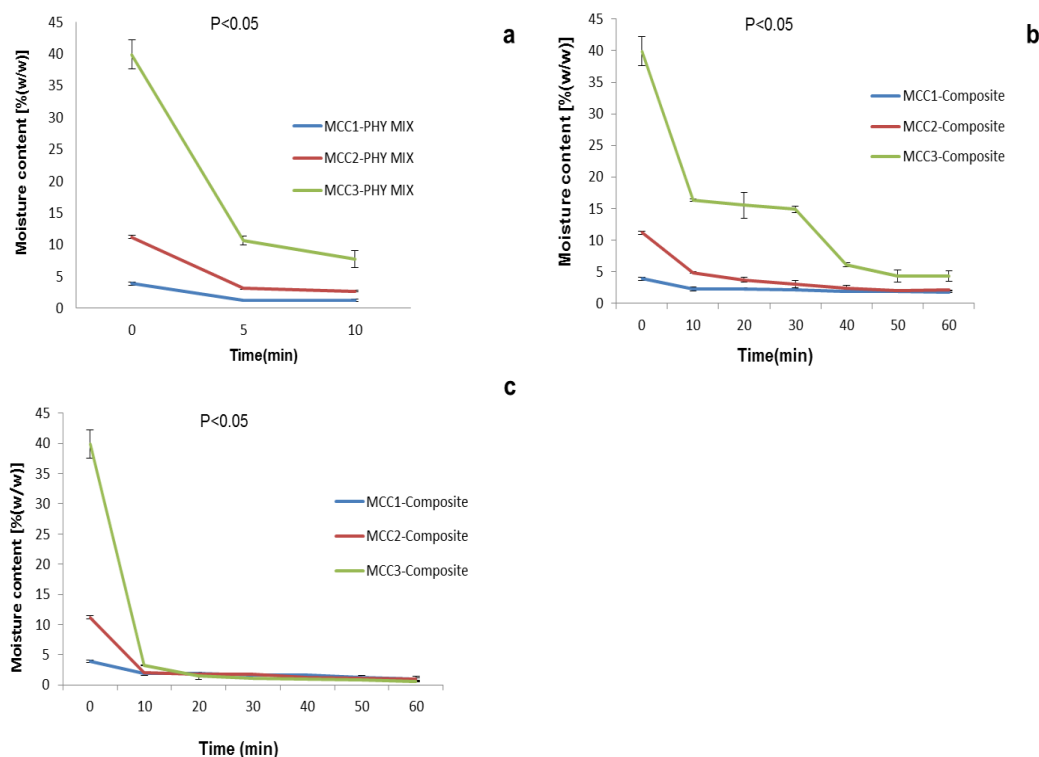 P<0.05
a
Moisture content [%(w/w)]
45
40
35
30
25
20
15
10
5
0
MCC1-PHY MIX
MCC2-PHY MIX
MCC3-PHY MIX
0 5 10
Time(min)
P<0.05
b
Moisture content [%(w/w)]
45
40
35
30
25
20
15
10
5
0
MCC1-Composite
MCC2-Composite
MCC3-Composite
0 10 20 30 40 50 60
Time(min)
P<0.05
c
Moisture content [%(w/w)]
45
40
35
30
25
20
15
10
5
0
MCC1-Composite
MCC2-Composite
MCC3-Composite
0 10 20 30 40 50 60
Time (min)